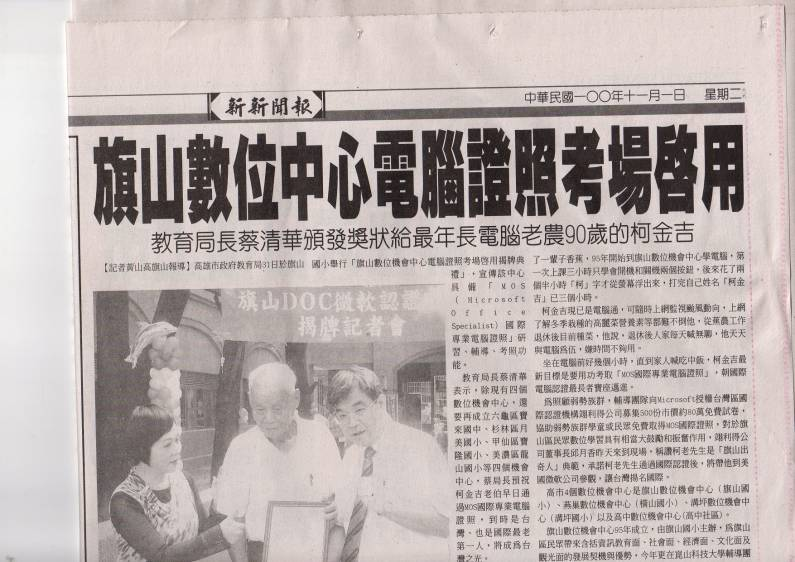 新新聞報
中華民國一○○年十一月一日 星期二
旗山數位中心電腦證照考場啓用
教育局長蔡清華頒發獎狀給最年長電腦老農90歲的柯金吉
【記者黃山高旗山報導】高雄市政府教育局31日於旗山
國小舉行「旗山數位機會中心電腦證照考場啓用揭牌典
禮」，宣傳該中心
具備「MOS
(Microsoft
Office
Specialist) 國際
專業電腦證照」研
習、輔導、考照功
能。
教育局長蔡清華
表示，除現有四個
數位機會中心，還
要再成立六龜區寶
來國中、杉林區月
美國小、甲仙區寶
隆國小、美濃區龍
山國小等四個機會
中心，蔡局長預祝
柯金吉老伯早日通
過MOS國際專業電腦
證照，到時是台
灣、也是國際最老
第一人，將成為台
灣之光。
旗山DOC微軟認證
揭牌記者會
了一輩子香蕉，95年開始到旗山數位機會中心學電腦，第
一次上課三小時只學會開機和關機兩個按鈕，後來花了兩
個半小時「柯」字才從螢幕浮出來，打完自己姓名「柯金
吉」已三個小時。
柯金吉現已是電腦通，可隨時上網監視颱風動向，上網
了解冬季栽種的高麗菜營養素等都難不倒他，從蕉農工作
退休後目前種菜，他說，退休後人家每天喊無聊，他天天
與電腦為伍，嫌時間不夠用。
坐在電腦前好幾個小時，直到家人喊吃中飯，柯金吉最
新目標是要用功考取「MOS國際專業電腦證照」，朝國際
電腦認證最長者寶座邁進。
為照顧弱勢族群，輔導團隊向Microsoft授權台灣區國
際認證機構翊利得公司募集500份市價約80萬免費試卷，
協助弱勢族群學童或民眾免費取得MOS國際證照，對於旗
山區民眾數位學習具有相當大鼓勵和振奮作用，翊利得公
司董事長邱月香昨天來到現場，稱讚柯老先生是「旗山出
奇人」典範，承諾柯老先生通過國際認證後，將帶他到美
國微軟公司參觀，讓台灣揚名國際。
高市4個數位機會中心是旗山數位機會中心（旗山國
小）、燕巢數位機會中心（橫山國小）、溝坪數位機會中心
（溝坪國小）以及高中數位機會中心(高中社區)。
旗山數位機會中心95年成立，由旗山國小主辦，為旗山
區民眾帶來含括資訊教育面、社會面、經濟面、文化面及
觀光面的發展契機與優勢，今年更在崑山科技大學輔導團